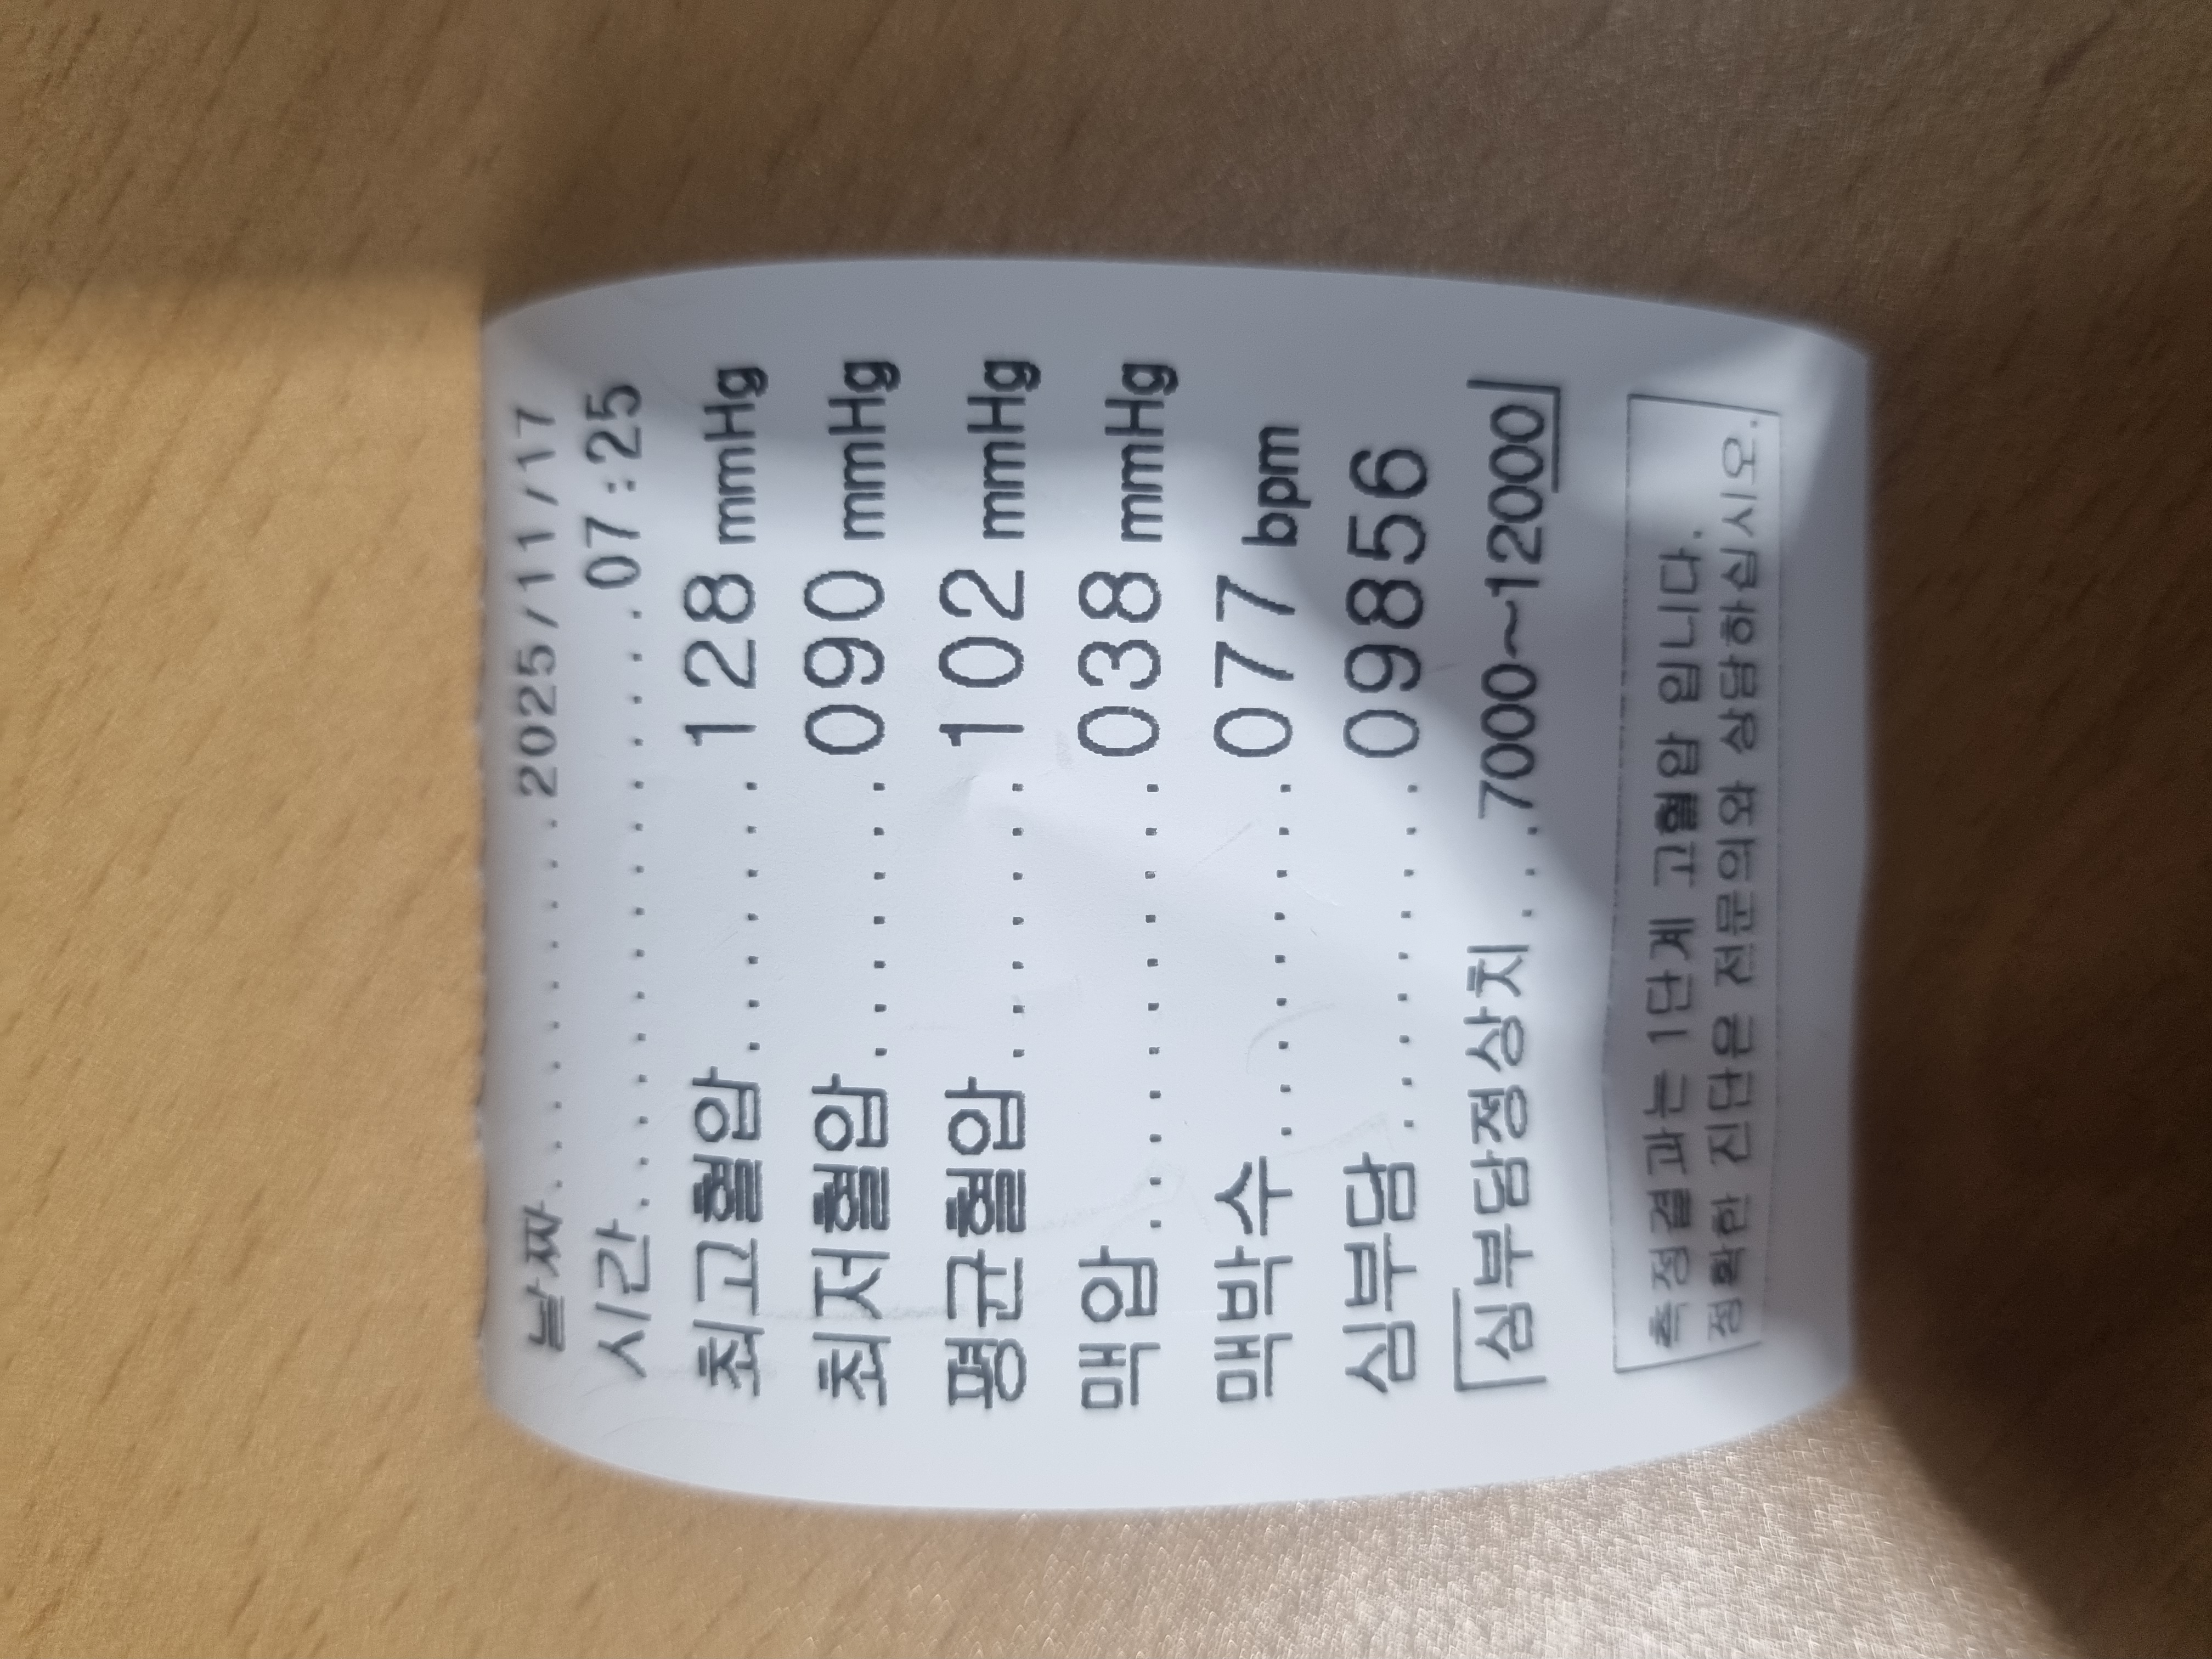 날짜..........2025/11/17
시간..............07:25
최고혈압.......128 mmHg
최저혈압.......090 mmHg
평균혈압.......102 mmHg
맥압...........038 mmHg
맥박수.........077 bpm
심부담........09856
심부담정상치...7000~12000
측정결과는 1단계 고혈압 입니다.
정확한 진단은 전문의와 상담하십시오.